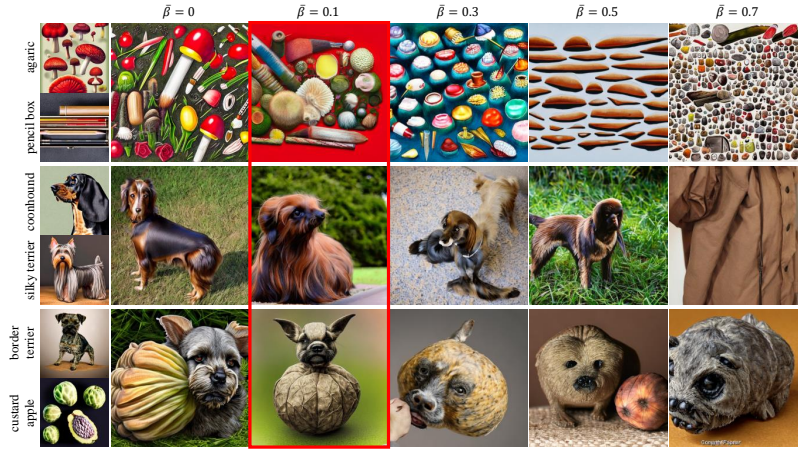 β̄ = 0
β̄ = 0.1
β̄ = 0.3
β̄ = 0.5
β̄ = 0.7
agaric
pencil box
coonhound
silky terrier
border
terrier
custard
apple